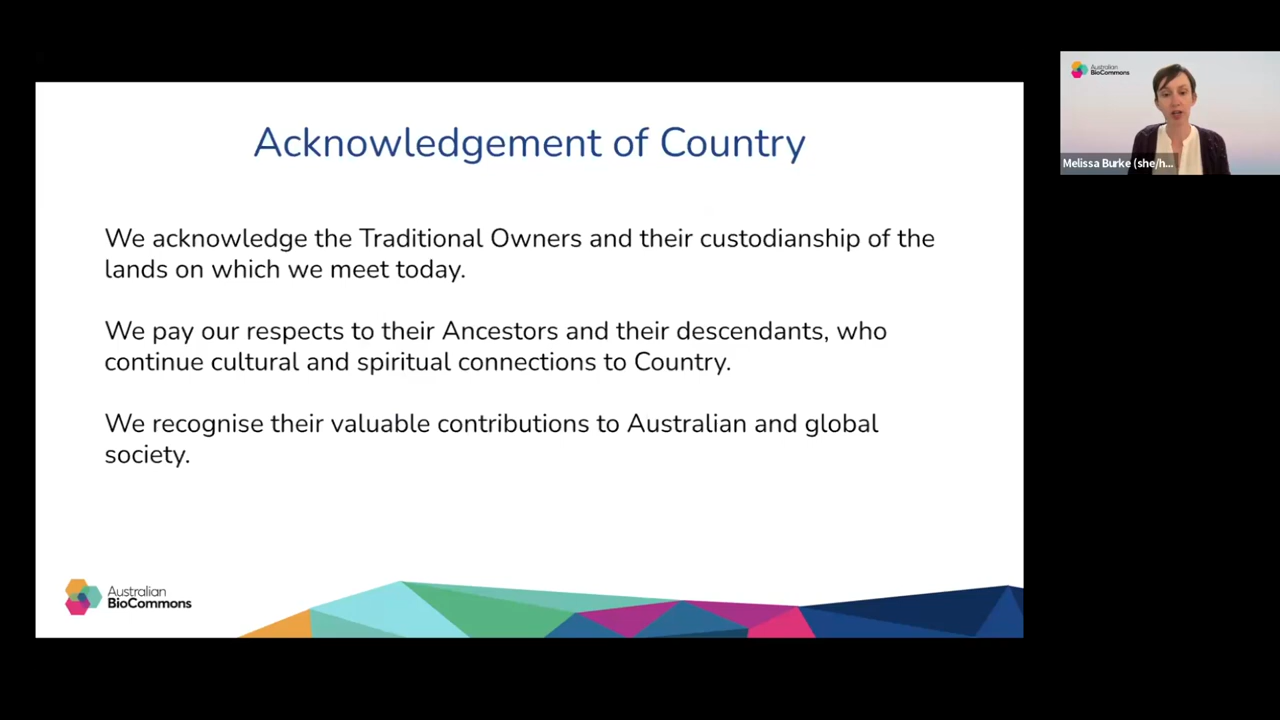 Acknowledgement of Country
We acknowledge the Traditional Owners and their custodianship of the
lands on which we meet today.
We pay our respects to their Ancestors and their descendants, who
continue cultural and spiritual connections to Country.
We recognise their valuable contributions to Australian and global
society.
Australian
BioCommons
Australian
BioCommons
Melissa Burke (she/h...